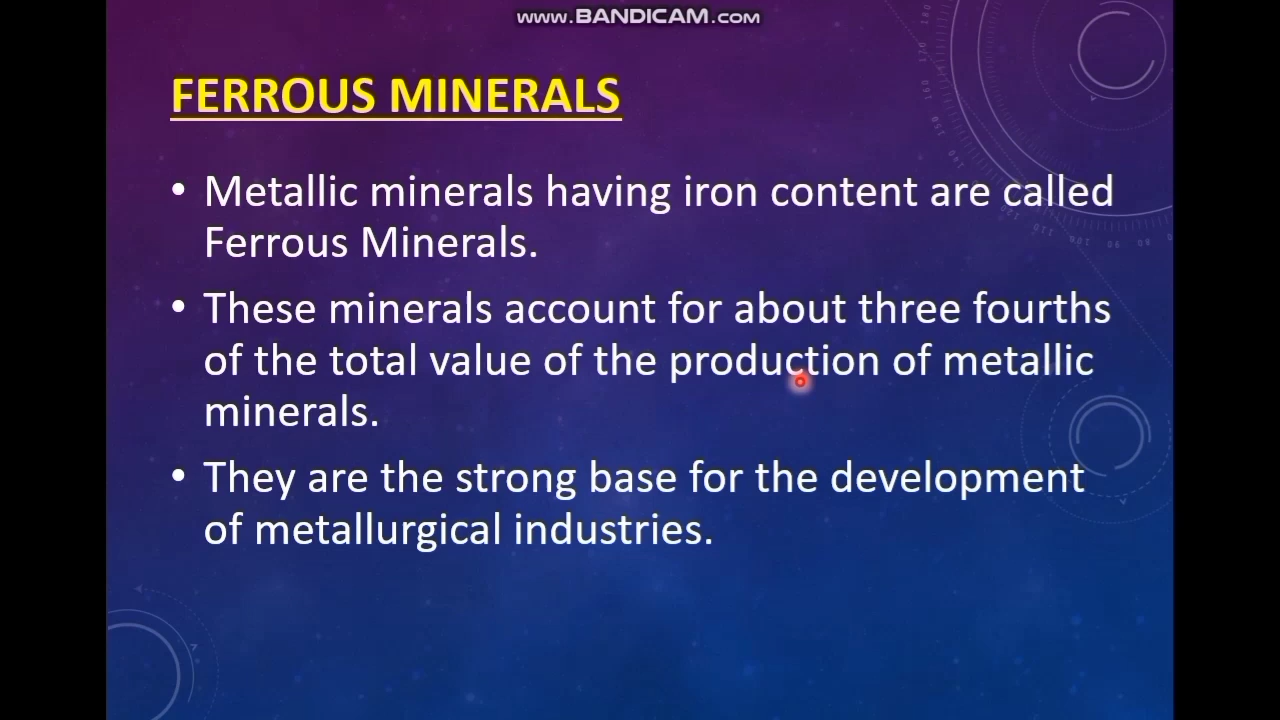 www.BANDICAM.com
FERROUS MINERALS
• Metallic minerals having iron content are called
Ferrous Minerals.
• These minerals account for about three fourths
of the total value of the production of metallic
minerals.
• They are the strong base for the development
of metallurgical industries.